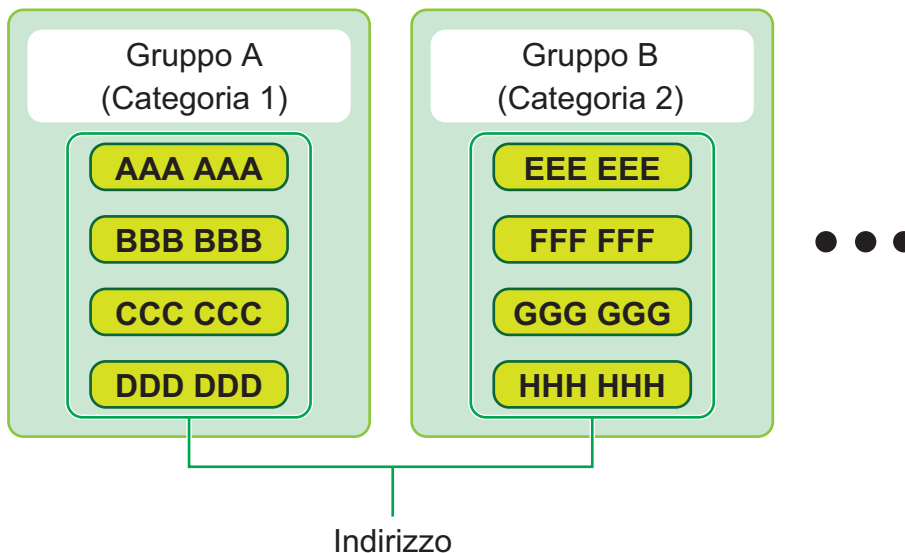 Gruppo A
(Categoria 1)
AAA AAA
BBB BBB
CCC CCC
DDD DDD
Gruppo B
(Categoria 2)
EEE EEE
FFF FFF
GGG GGG
HHH HHH
Indirizzo